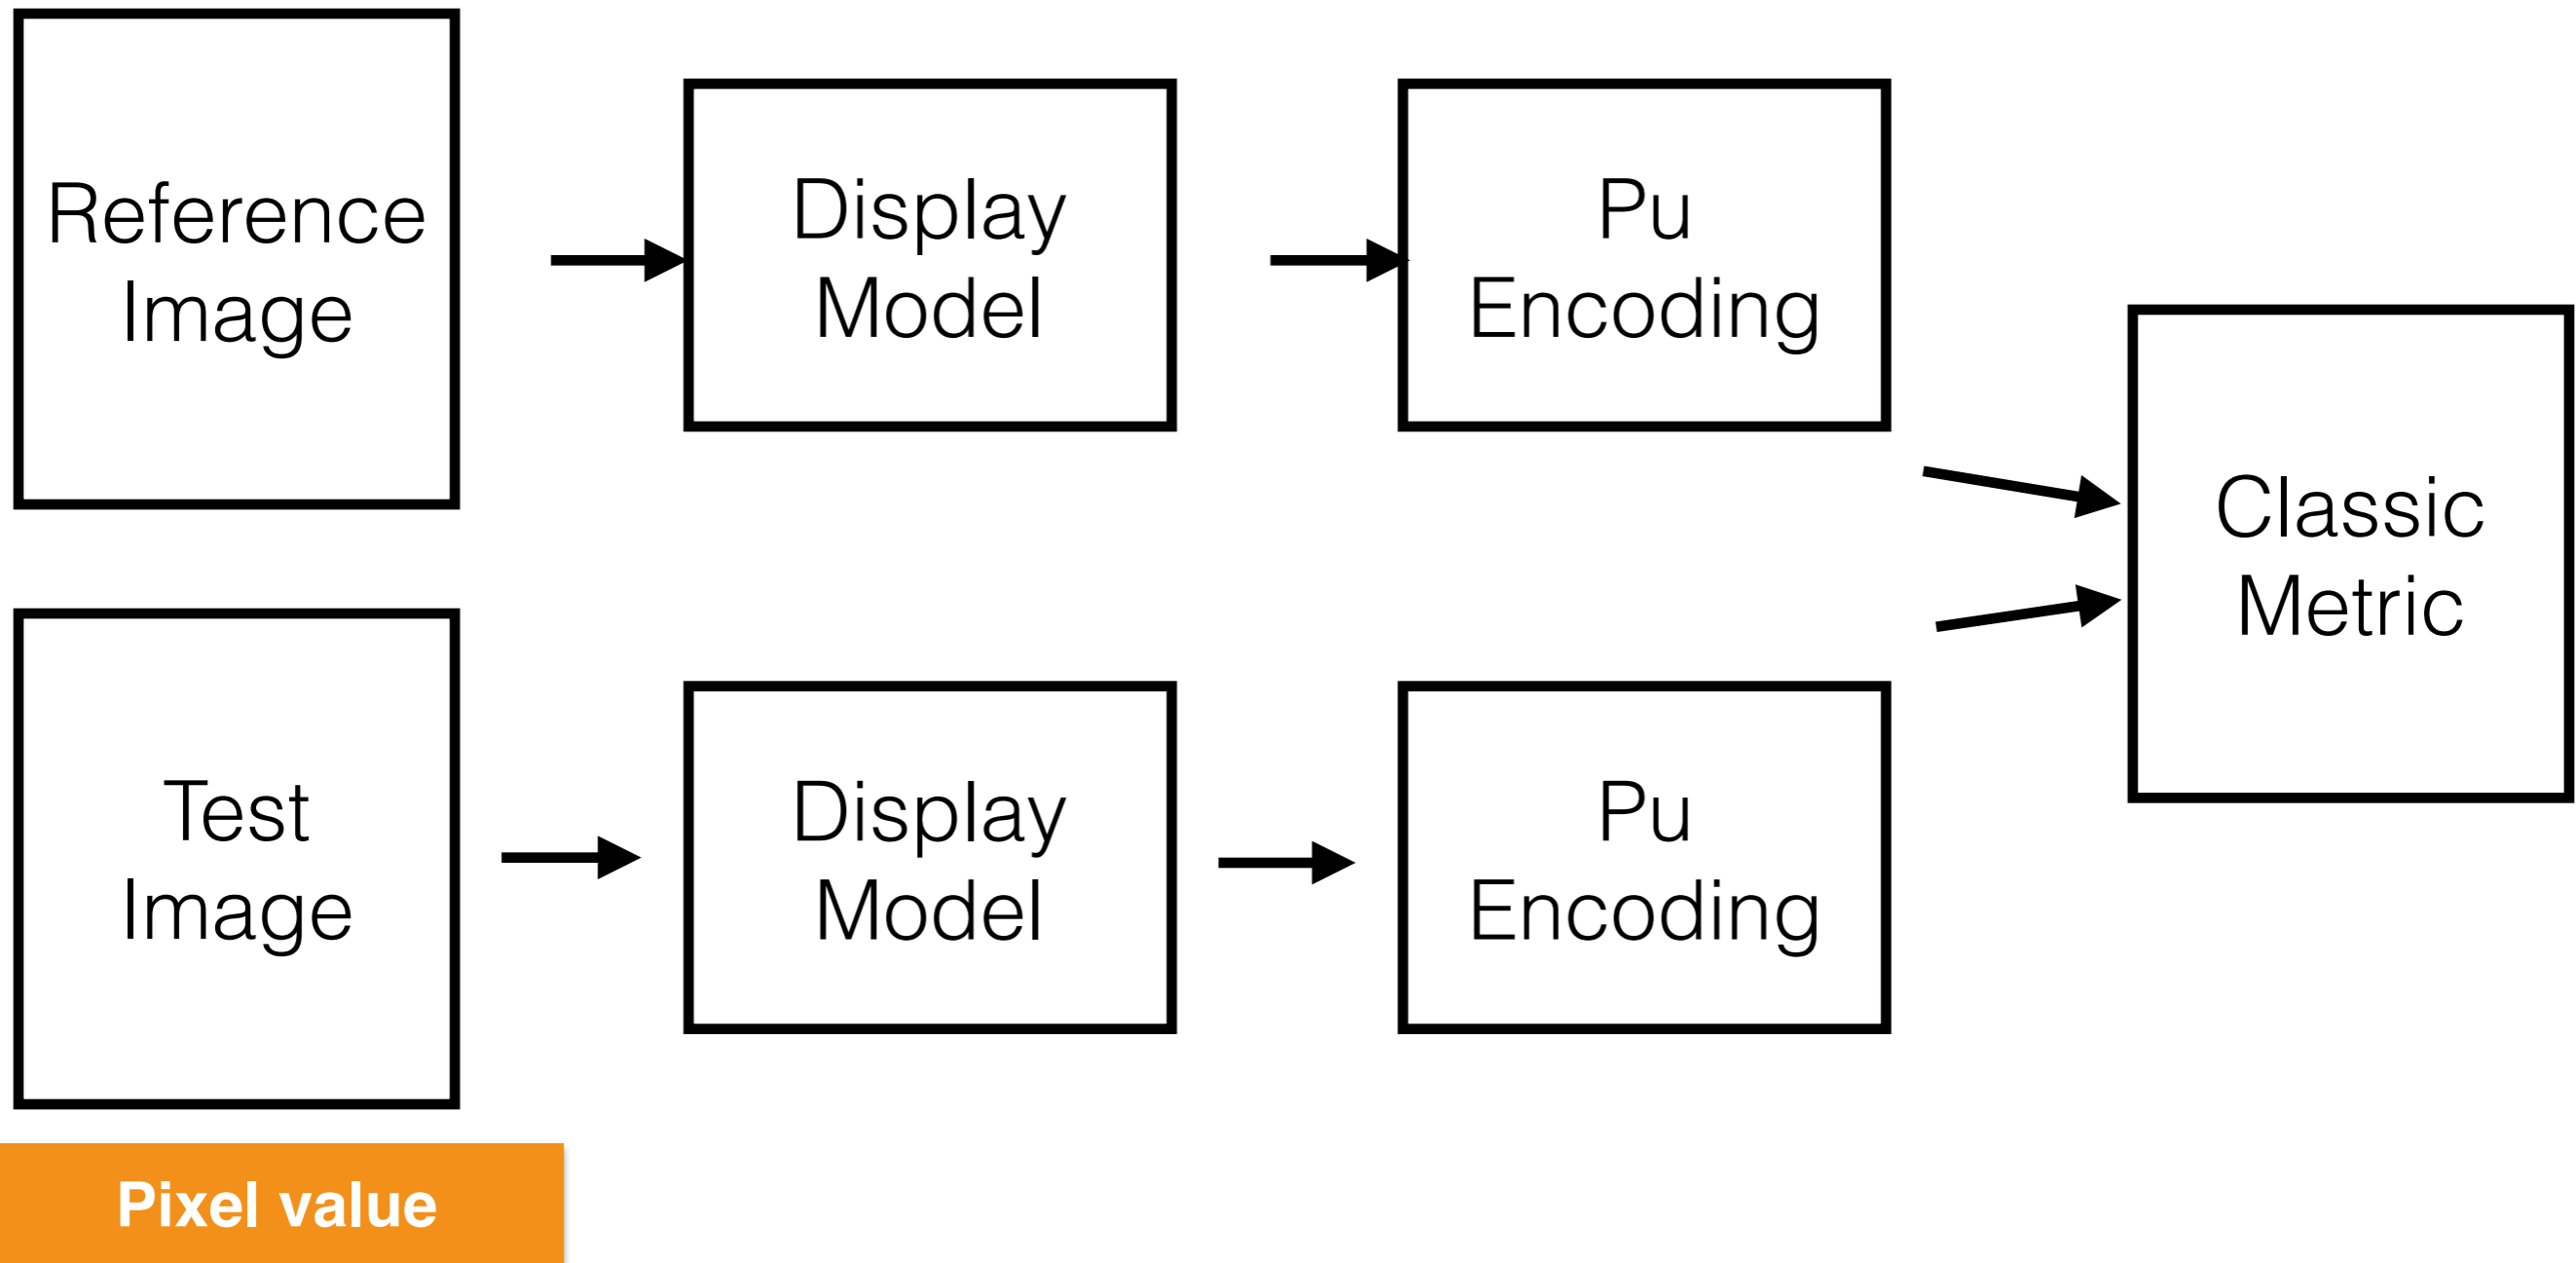 Reference
Image
Display
Model
Pu
Encoding
Classic
Metric
Test
Image
Display
Model
Pu
Encoding
Pixel value